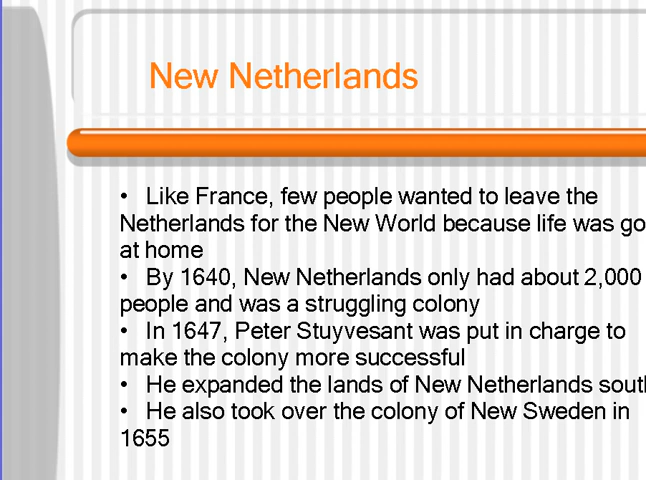 New Netherlands
• Like France, few people wanted to leave the
Netherlands for the New World because life was
at home
• By 1640, New Netherlands only had about 2,000
people and was a struggling colony
• In 1647, Peter Stuyvesant was put in charge to
make the colony more successful
• He expanded the lands of New Netherlands
• He also took over the colony of New Sweden in
1655